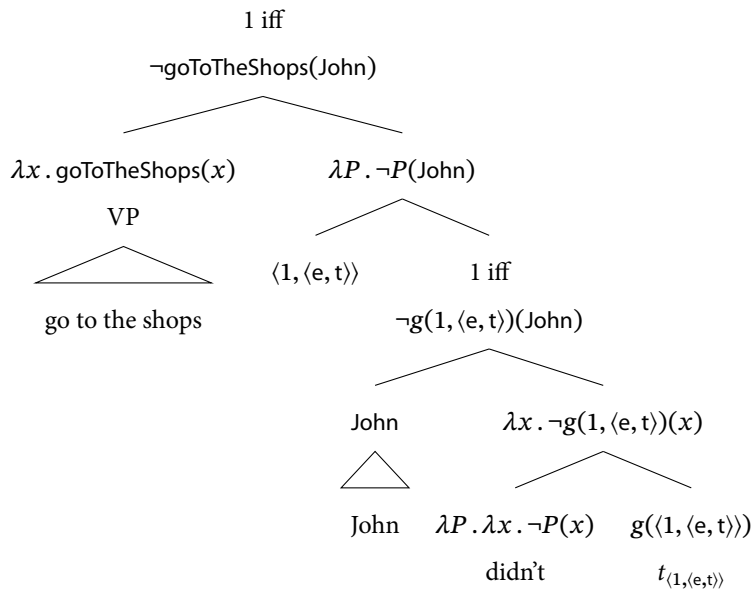 1 iff
¬goToTheShops(John)
λx . goToTheShops(x) λP . ¬P(John)
VP
⟨1, ⟨e, t⟩⟩ 1 iff
go to the shops
¬g(1, ⟨e, t⟩)(John)
John λx . ¬g(1, ⟨e, t⟩)(x)
John λP . λx . ¬P(x) g(⟨1, ⟨e, t⟩⟩)
didn't t⟨1,⟨e,t⟩⟩